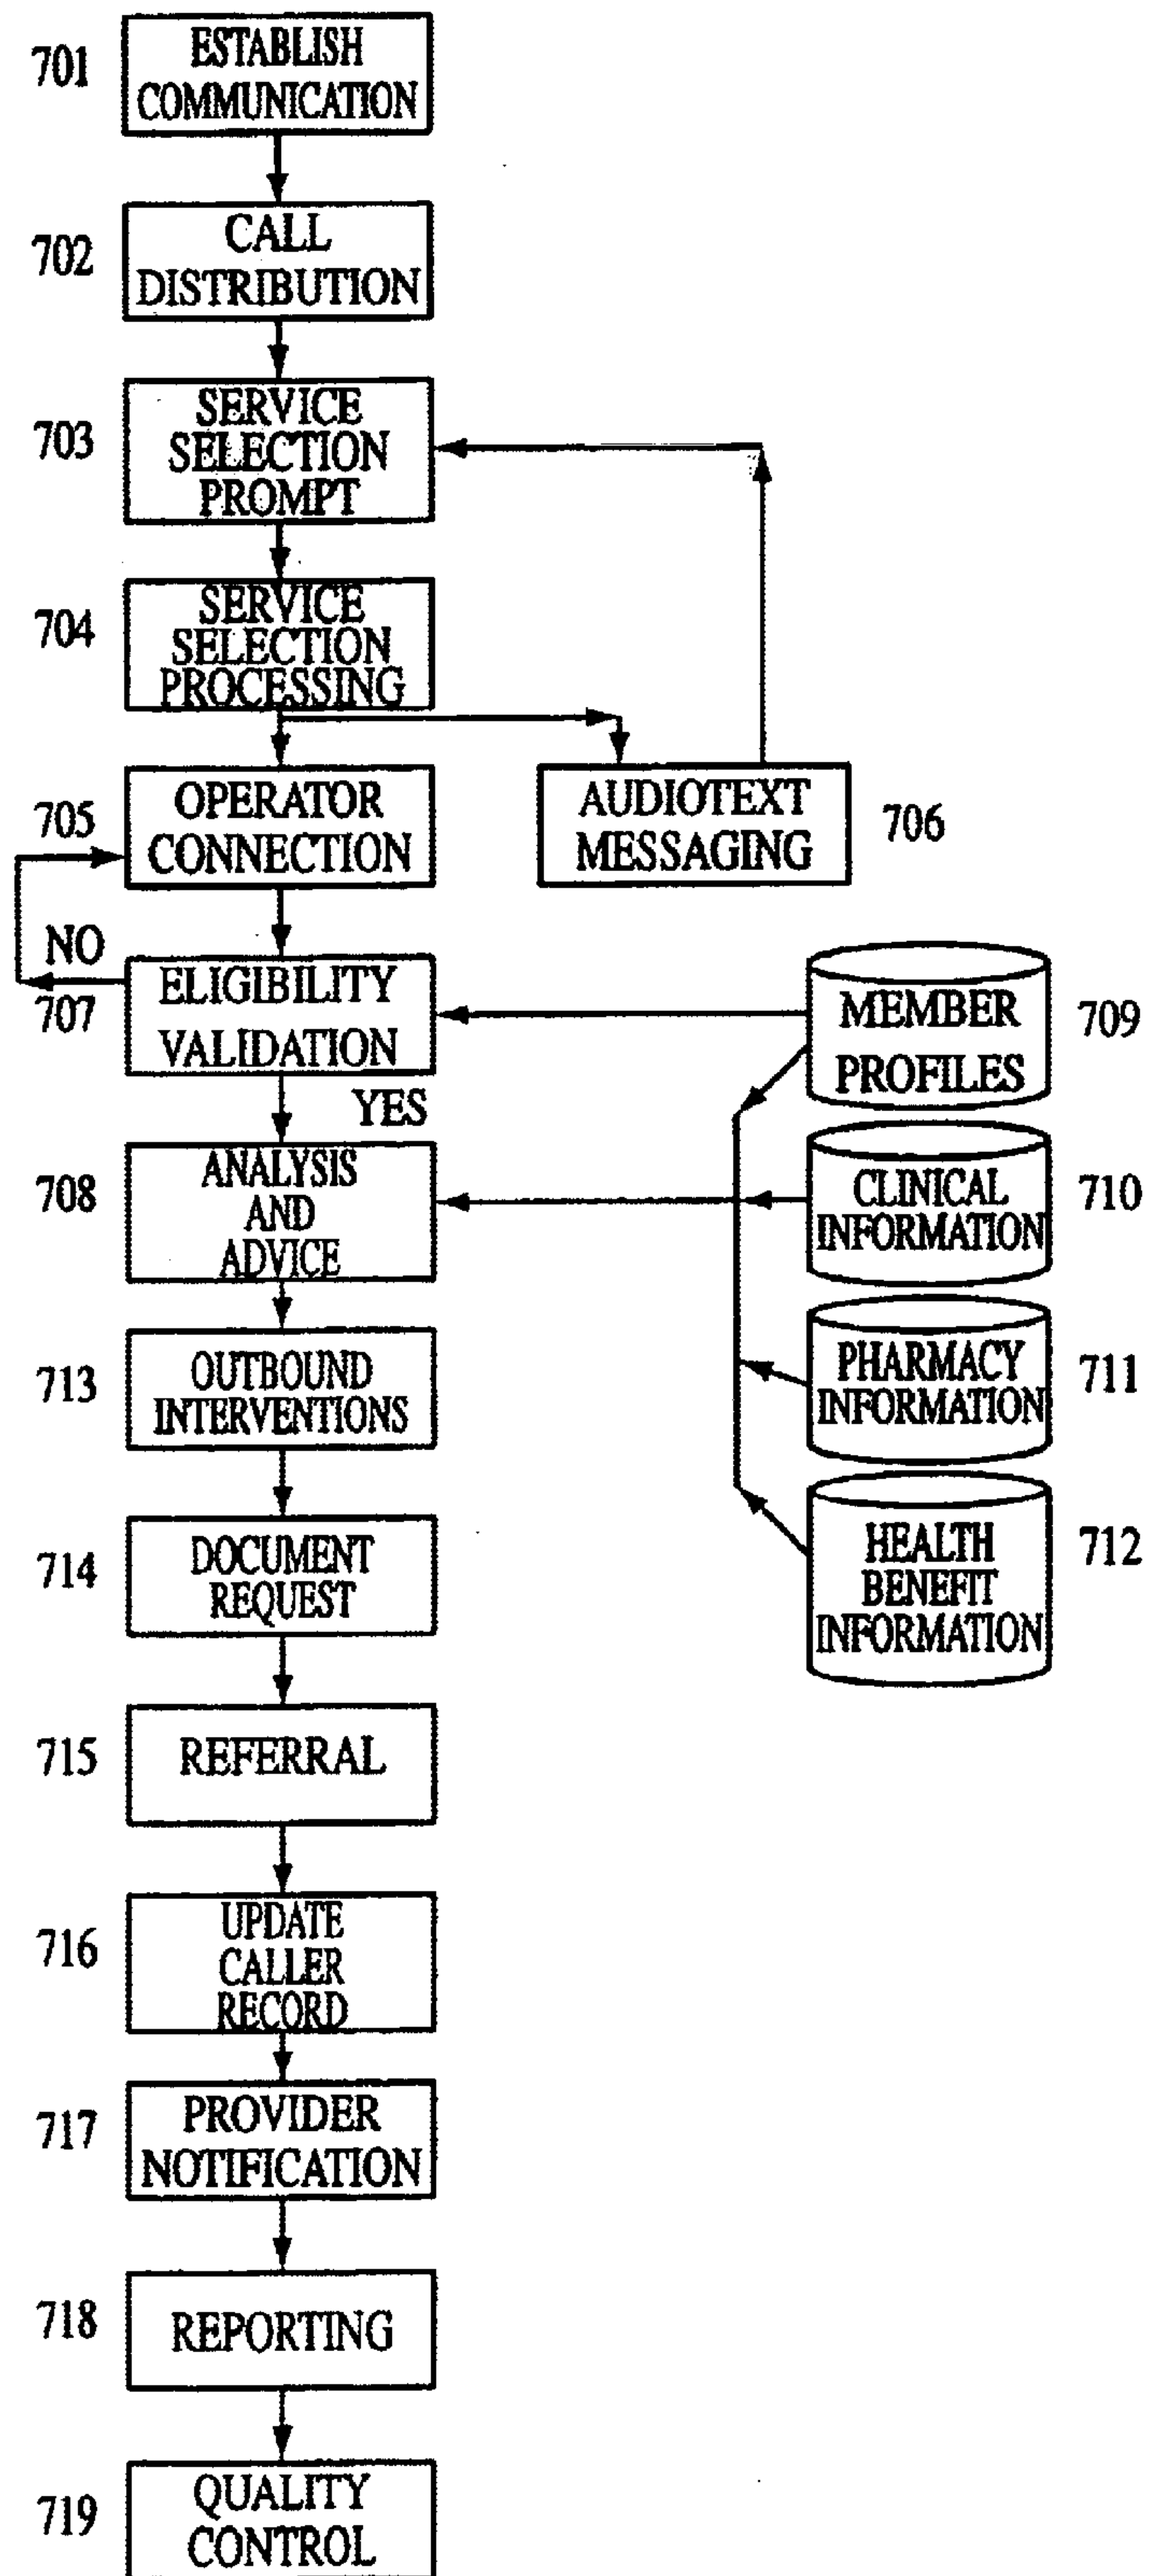 701
ESTABLISH
COMMUNICATION
702
CALL
DISTRIBUTION
703
SERVICE
SELECTION
PROMPT
704
SERVICE
SELECTION
PROCESSING
705
OPERATOR
CONNECTION
AUDIOTEXT
MESSAGING
706
NO
707
ELIGIBILITY
VALIDATION
YES
MEMBER
PROFILES
709
708
ANALYSIS
AND
ADVICE
CLINICAL
INFORMATION
710
713
OUTBOUND
INTERVENTIONS
PHARMACY
INFORMATION
711
714
DOCUMENT
REQUEST
HEALTH
BENEFIT
INFORMATION
712
715
REFERRAL
716
UPDATE
CALLER
RECORD
717
PROVIDER
NOTIFICATION
718
REPORTING
719
QUALITY
CONTROL